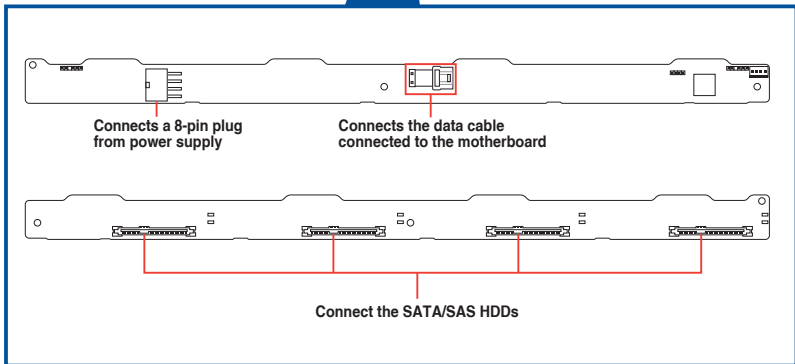 Connects a 8-pin plug
from power supply
Connects the data cable
connected to the motherboard
Connect the SATA/SAS HDDs